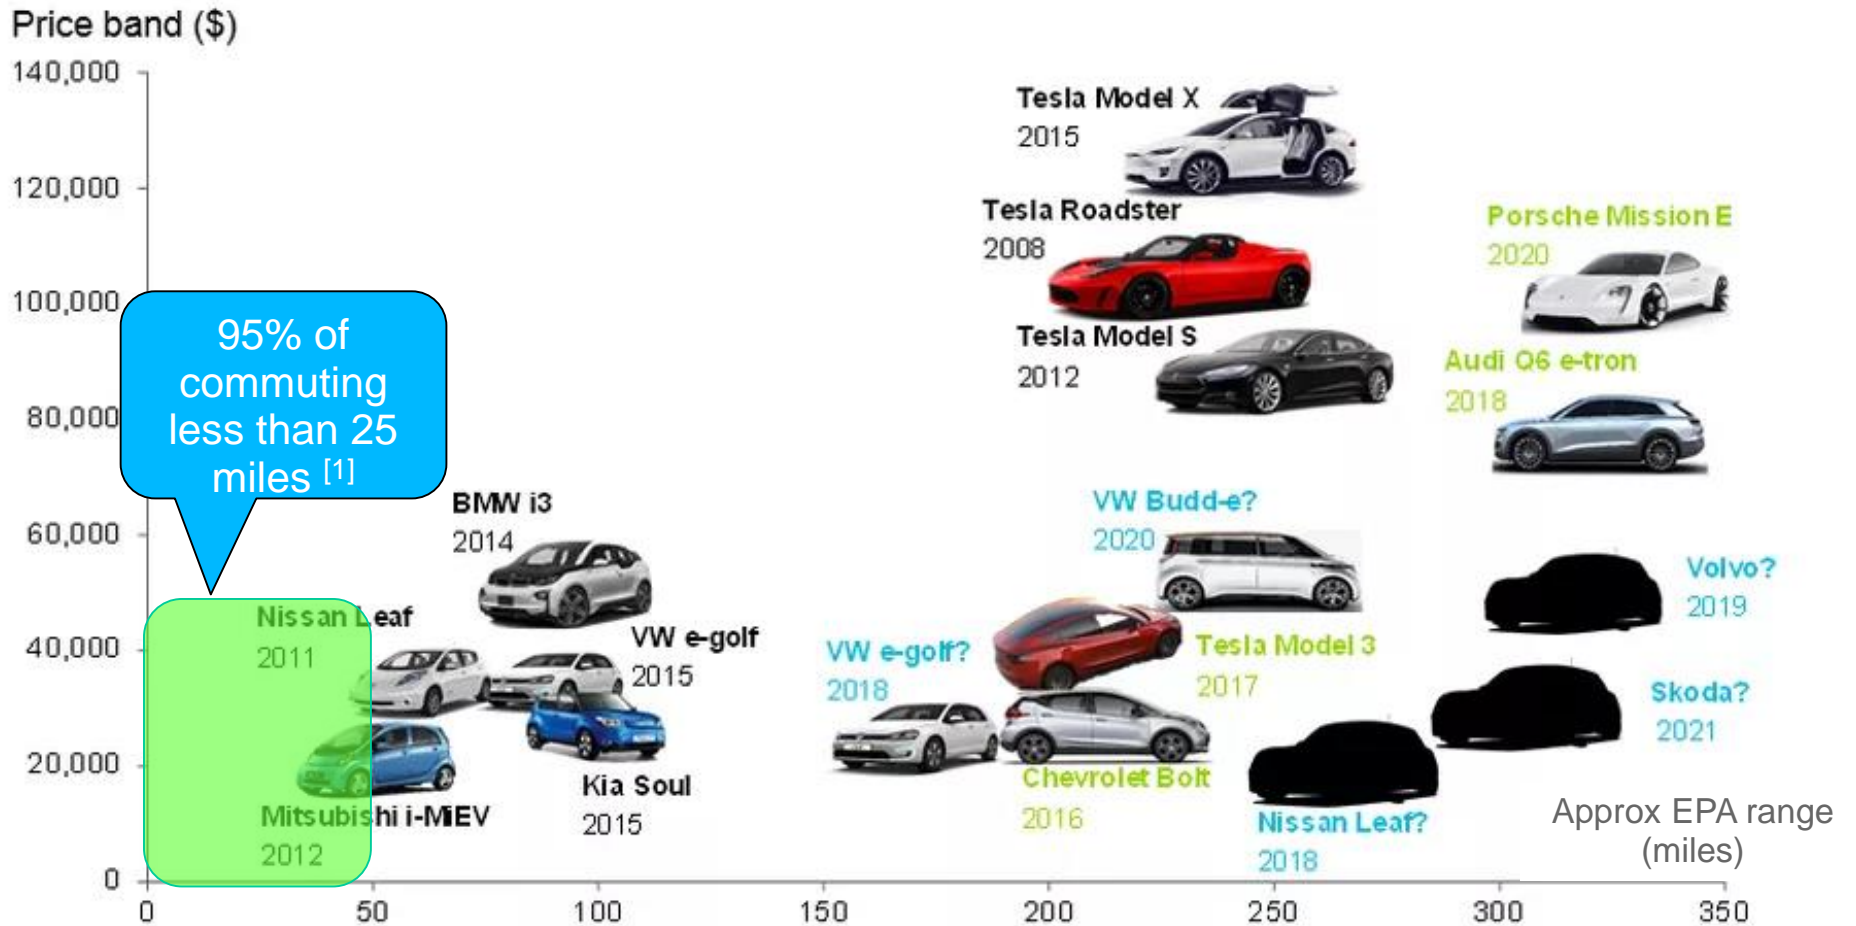 Price band ($)
140,000
120,000
100,000
80,000
60,000
40,000
20,000
0
0
50
100
150
200
250
300
350
Approx EPA range
(miles)
95% of
commuting
less than 25
miles [1]
Tesla Model X
2015
Tesla Roadster
2008
Tesla Model S
2012
Porsche Mission E
2020
Audi Q6 e-tron
2018
BMW i3
2014
Nissan Leaf
2011
VW e-golf
2015
Kia Soul
2015
Mitsubishi i-MiEV
2012
VW Budd-e?
2020
VW e-golf?
2018
Tesla Model 3
2017
Chevrolet Bolt
2016
Nissan Leaf?
2018
Volvo?
2019
Skoda?
2021